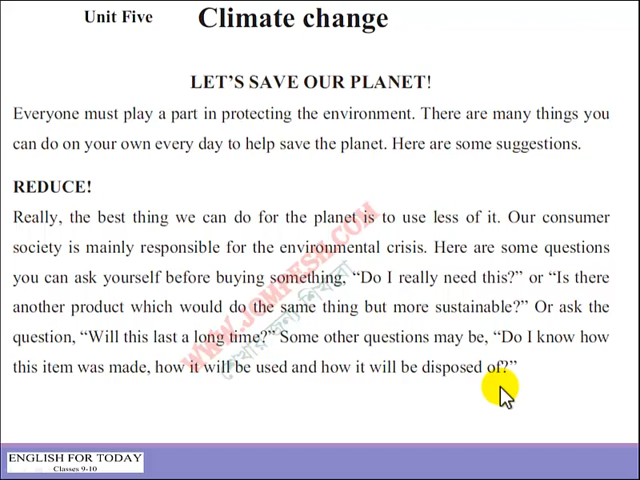 Unit Five
Climate change
LET'S SAVE OUR PLANET!
Everyone must play a part in protecting the environment. There are many things you
can do on your own every day to help save the planet. Here are some suggestions.
REDUCE!
Really, the best thing we can do for the planet is to use less of it. Our consumer
society is mainly responsible for the environmental crisis. Here are some questions
you can ask yourself before buying something, “Do I really need this?” or “Is there
another product which would do the same thing but more sustainable?” Or ask the
question, “Will this last a long time?” Some other questions may be, “Do I know how
this item was made, how it will be used and how it will be disposed of?”
WWW.JOMPESH.COM
শেখার জন্য শিখবো
ENGLISH FOR TODAY
Classes 9-10